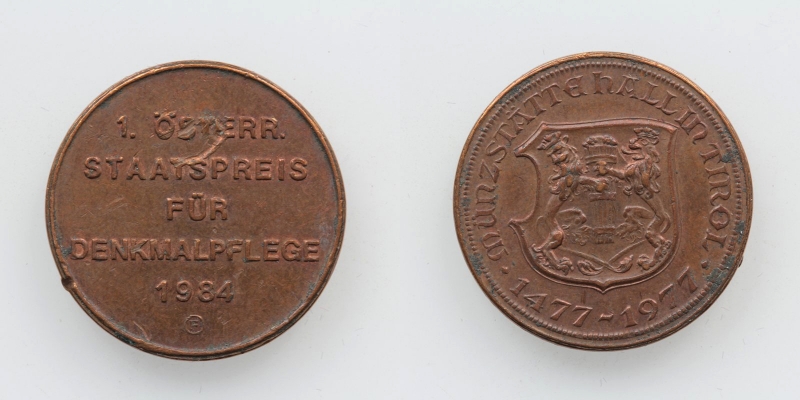 1. ÖSTERR.
STAATSPREIS
FÜR
DENKMALPFLEGE
1984
MÜNZSTÄTTE HALL IN TIROL
· 1477-1977 ·